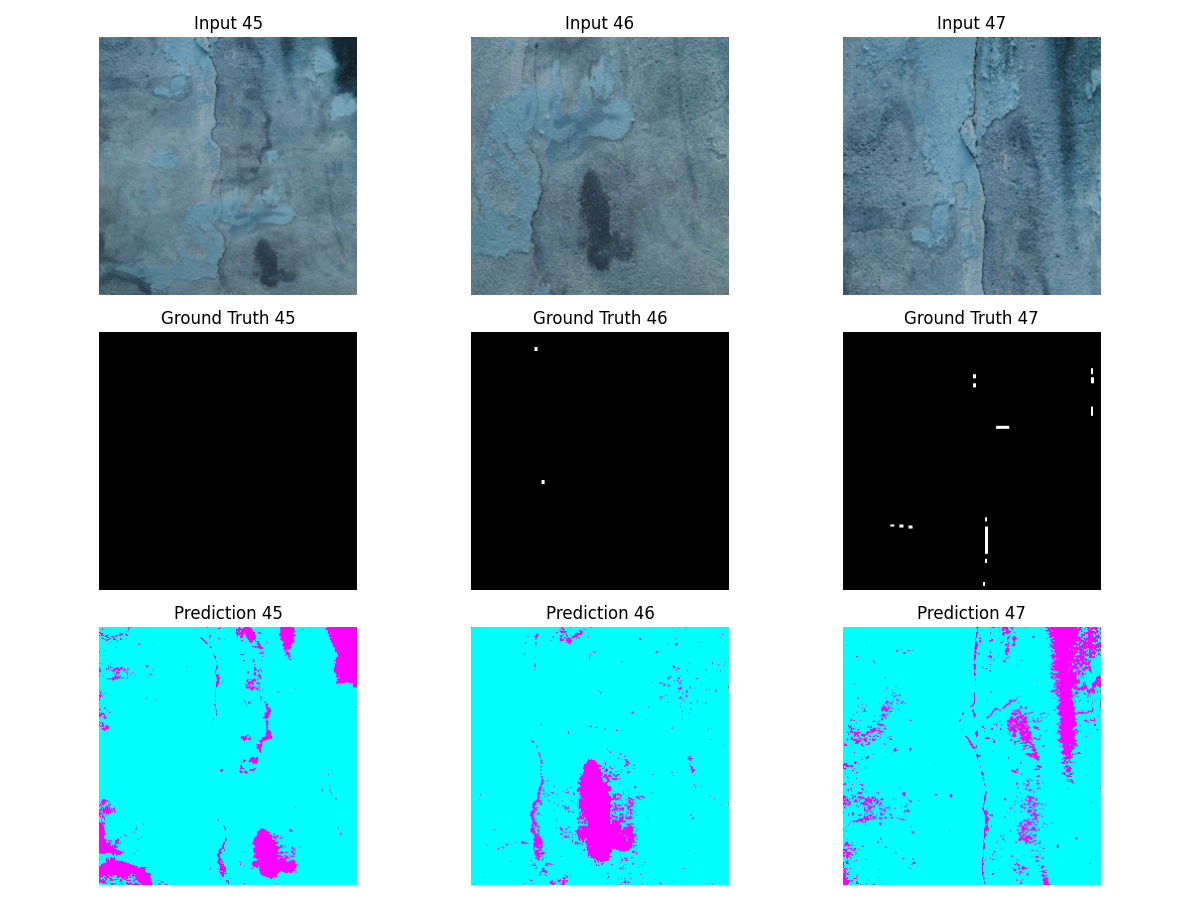 Input 45
Input 46
Input 47
Ground Truth 45
Ground Truth 46
Ground Truth 47
Prediction 45
Prediction 46
Prediction 47